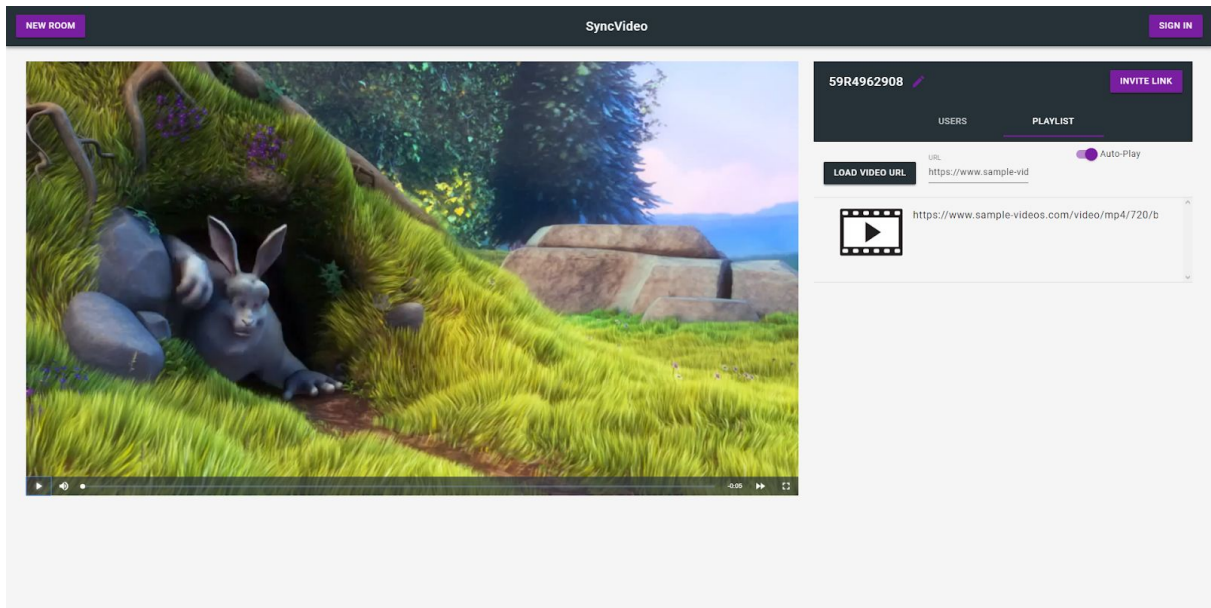 NEW ROOM
SyncVideo
SIGN IN
59R4962908
INVITE LINK
USERS
PLAYLIST
LOAD VIDEO URL
URL
https://www.sample-vid
Auto-Play
https://www.sample-videos.com/video/mp4/720/b
-0:05